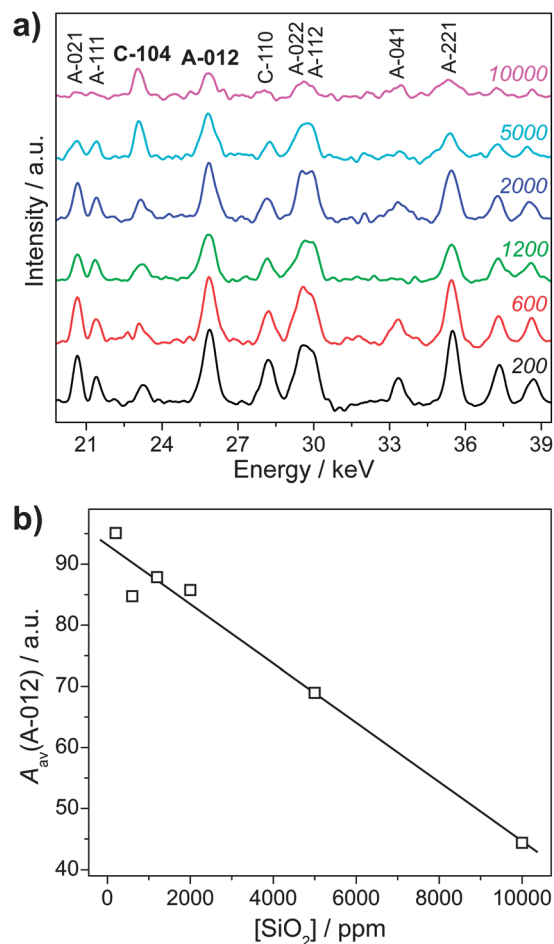 a)
A-021
A-111
C-104
A-012
C-110
A-022
A-112
A-041
A-221
10000
5000
2000
1200
600
200
Intensity / a.u.
21 24 27 30 33 36 39
Energy / keV
b)
90
80
70
60
50
40
A_av(A-012) / a.u.
0 2000 4000 6000 8000 10000
[SiO₂] / ppm